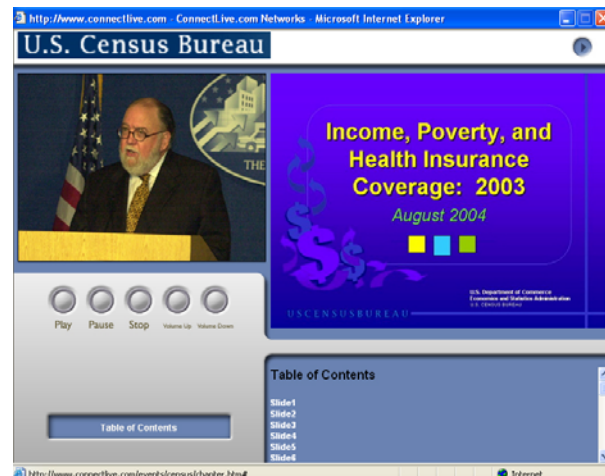 http://www.connectlive.com - ConnectLive.com Networks - Microsoft Internet Explorer
U.S. Census Bureau
THE
Income, Poverty, and
Health Insurance
Coverage: 2003
August 2004
U.S. Department of Commerce
Economics and Statistics Administration
U.S. CENSUS BUREAU
USCENSUSBUREAU
Play Pause Stop Volume Up Volume Down
Table of Contents
Table of Contents
Slide1
Slide2
Slide3
Slide4
Slide5
Slide6
http://www.connectlive.com/events/census/chapter.htm#
Internet